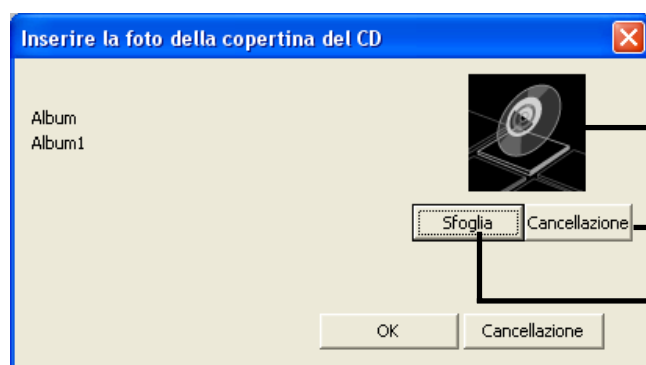 Inserire la foto della copertina del CD
Album
Album1
Sfoglia Cancellazione
OK Cancellazione